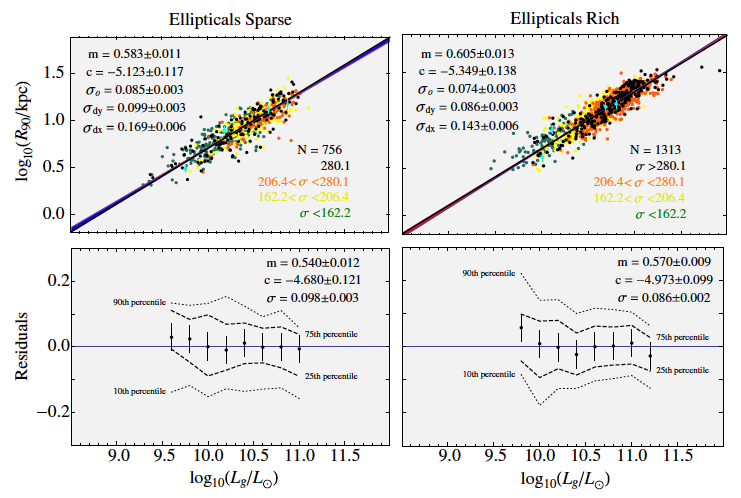 Ellipticals Sparse
Ellipticals Rich
m = 0.583±0.011
c = −5.123±0.117
σo = 0.085±0.003
σdy = 0.099±0.003
σdx = 0.169±0.006
N = 756
280.1
206.4< σ <280.1
162.2< σ <206.4
σ <162.2
m = 0.605±0.013
c = −5.349±0.138
σo = 0.074±0.003
σdy = 0.086±0.003
σdx = 0.143±0.006
N = 1313
σ >280.1
206.4< σ <280.1
162.2< σ <206.4
σ <162.2
log10(R90/kpc)
1.5
1.0
0.5
0.0
m = 0.540±0.012
c = −4.680±0.121
σ = 0.098±0.003
90th percentile
75th percentile
25th percentile
10th percentile
m = 0.570±0.009
c = −4.973±0.099
σ = 0.086±0.002
90th percentile
75th percentile
25th percentile
10th percentile
Residuals
0.2
0.0
−0.2
9.0 9.5 10.0 10.5 11.0 11.5
9.0 9.5 10.0 10.5 11.0 11.5
log10(Lg/L⊙)
log10(Lg/L⊙)